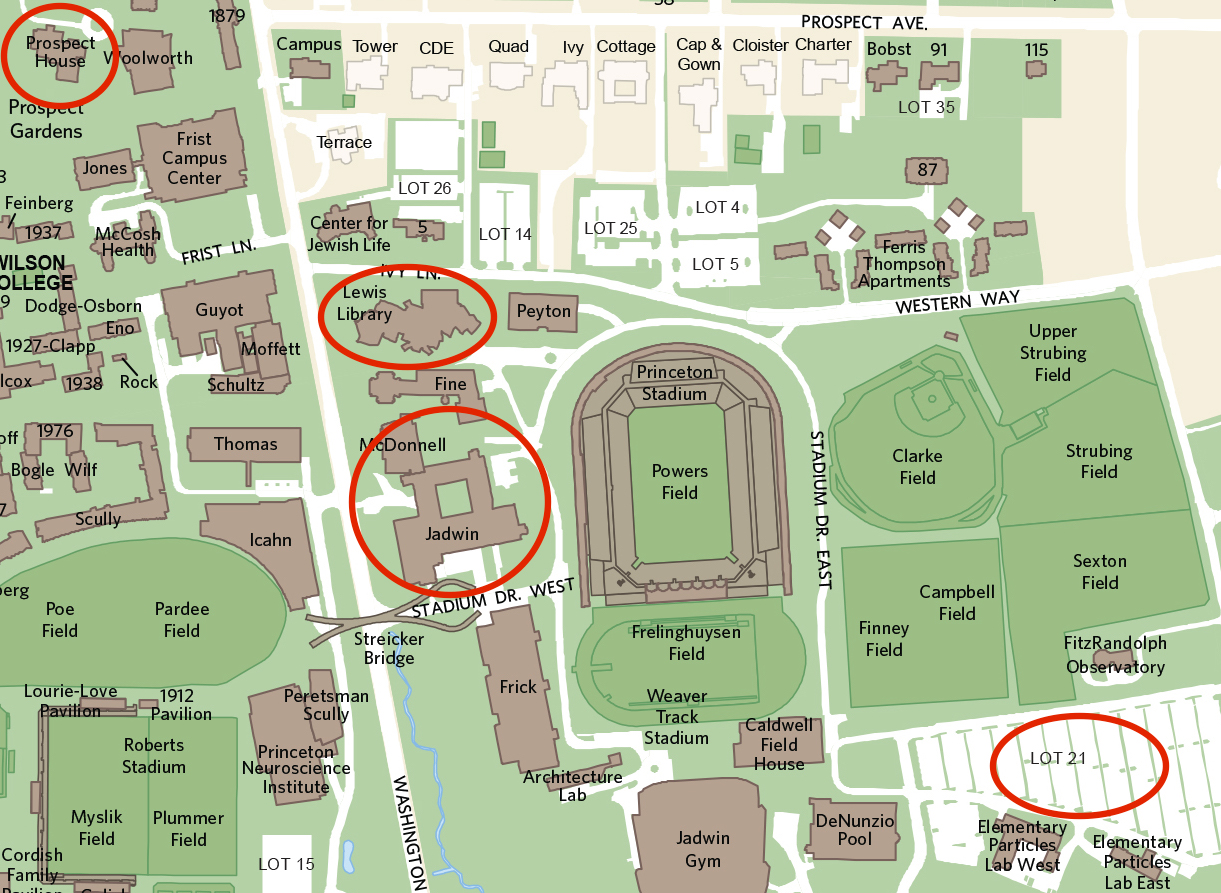 1879
PROSPECT AVE.
Prospect
House
Woolworth
Campus
Tower
CDE
Quad
Ivy
Cottage
Cap &
Gown
Cloister
Charter
Bobst
91
115
Prospect
Gardens
LOT 35
Frist
Campus
Center
Terrace
Jones
87
LOT 26
Feinberg
1937
McCosh
Health
FRIST LN.
Center for
Jewish Life
5
LOT 14
LOT 25
LOT 4
LOT 5
Ferris
Thompson
Apartments
WILSON
COLLEGE
IVY LN.
WESTERN WAY
Dodge-Osborn
Eno
Guyot
Lewis
Library
Peyton
1927-Clapp
Moffett
Upper
Strubing
Field
1938
Rock
Schultz
Fine
Princeton
Stadium
1976
Thomas
McDonnell
Bogle
Wilf
Powers
Field
STADIUM DR. EAST
Clarke
Field
Strubing
Field
Scully
Icahn
Jadwin
Sexton
Field
STADIUM DR. WEST
Poe
Field
Pardee
Field
Campbell
Field
Finney
Field
Streicker
Bridge
Frelinghuysen
Field
FitzRandolph
Observatory
Lourie-Love
Pavilion
1912
Pavilion
Peretsman
Scully
Frick
Weaver
Track
Stadium
Caldwell
Field
House
LOT 21
Roberts
Stadium
Princeton
Neuroscience
Institute
Architecture
Lab
WASHINGTON
Myslik
Field
Plummer
Field
Jadwin
Gym
DeNunzio
Pool
Elementary
Particles
Lab West
Elementary
Particles
Lab East
LOT 15
Cordish
Family